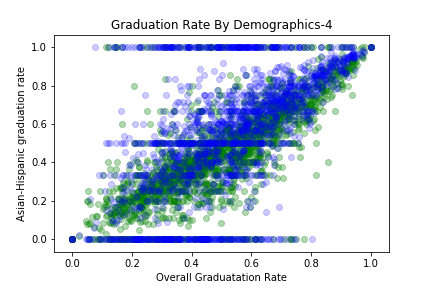 Graduation Rate By Demographics-4
Asian-Hispanic graduation rate
1.0
0.8
0.6
0.4
0.2
0.0
0.0 0.2 0.4 0.6 0.8 1.0
Overall Graduatation Rate